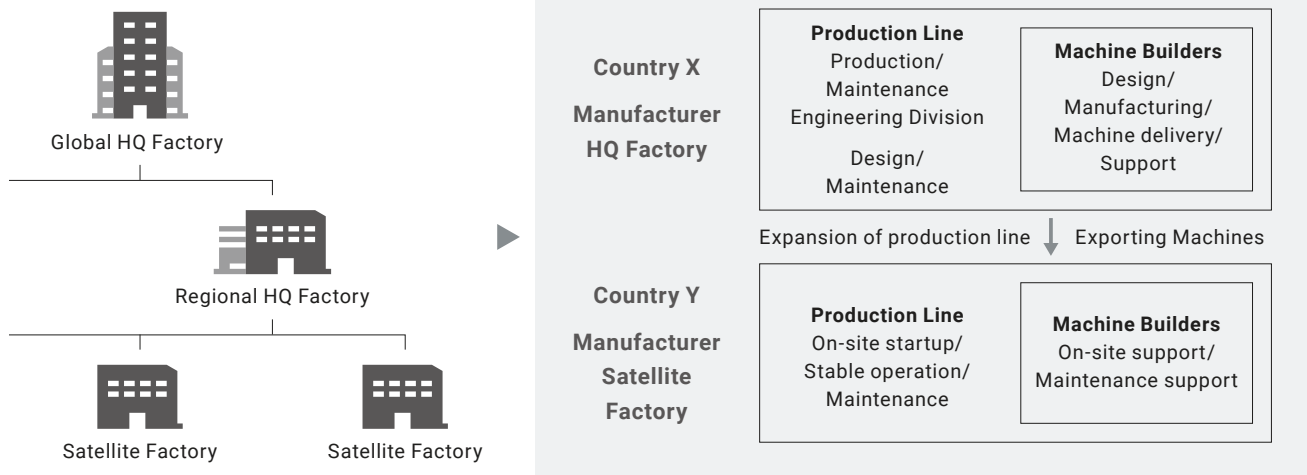 Global HQ Factory
Regional HQ Factory
Satellite Factory
Satellite Factory
Country X
Manufacturer
HQ Factory
Production Line
Production/
Maintenance
Engineering Division
Design/
Maintenance
Machine Builders
Design/
Manufacturing/
Machine delivery/
Support
Expansion of production line
Exporting Machines
Country Y
Manufacturer
Satellite
Factory
Production Line
On-site startup/
Stable operation/
Maintenance
Machine Builders
On-site support/
Maintenance support